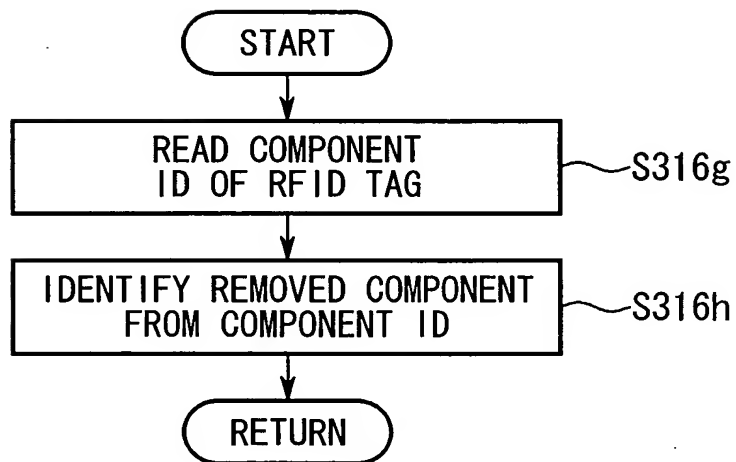 START
READ COMPONENT
ID OF RFID TAG
S316g
IDENTIFY REMOVED COMPONENT
FROM COMPONENT ID
S316h
RETURN